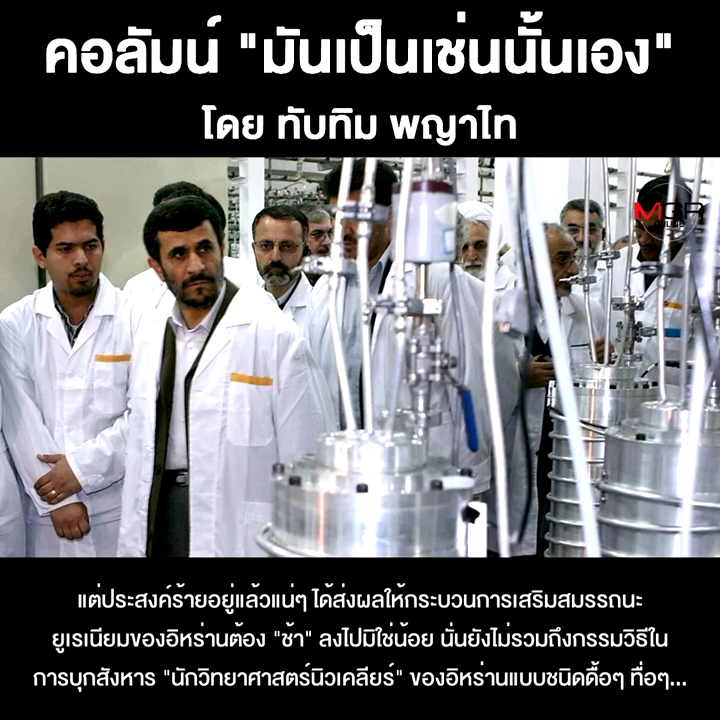 คอลัมน์ "มันเป็นเช่นนั้นเอง"
โดย ทับทิม พญาไท
MGR
แต่ประสงค์ร้ายอยู่แล้วแน่ๆ ได้ส่งผลให้กระบวนการเสริมสมรรถนะ
ยูเรเนียมของอิหร่านต้อง "ช้า" ลงไปมิใช่น้อย นั่นยังไม่รวมถึงกรรมวิธีใน
การบุกสังหาร "นักวิทยาศาสตร์นิวเคลียร์" ของอิหร่านแบบชนิดดื้อๆ ทื่อๆ...